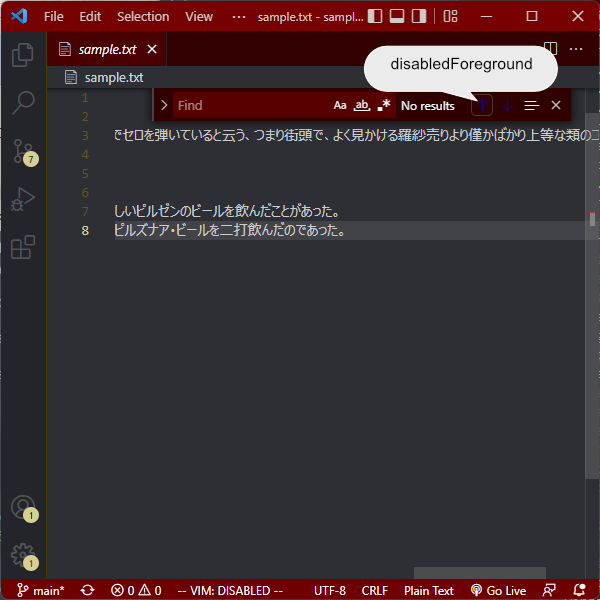 File Edit Selection View ··· sample.txt - sampl...
sample.txt
disabledForeground
sample.txt
Find Aa ab No results
1
2
3 でセロを弾いていると云う、つまり街頭で、よく見かける羅紗売りより僅かばかり上等な類のコ
4
5
6
7 しいピルゼンのビールを飲んだことがあった。
8 ピルズナア・ビールを二打飲んだのであった。
7
1
1
main* 0 0 -- VIM: DISABLED -- UTF-8 CRLF Plain Text Go Live